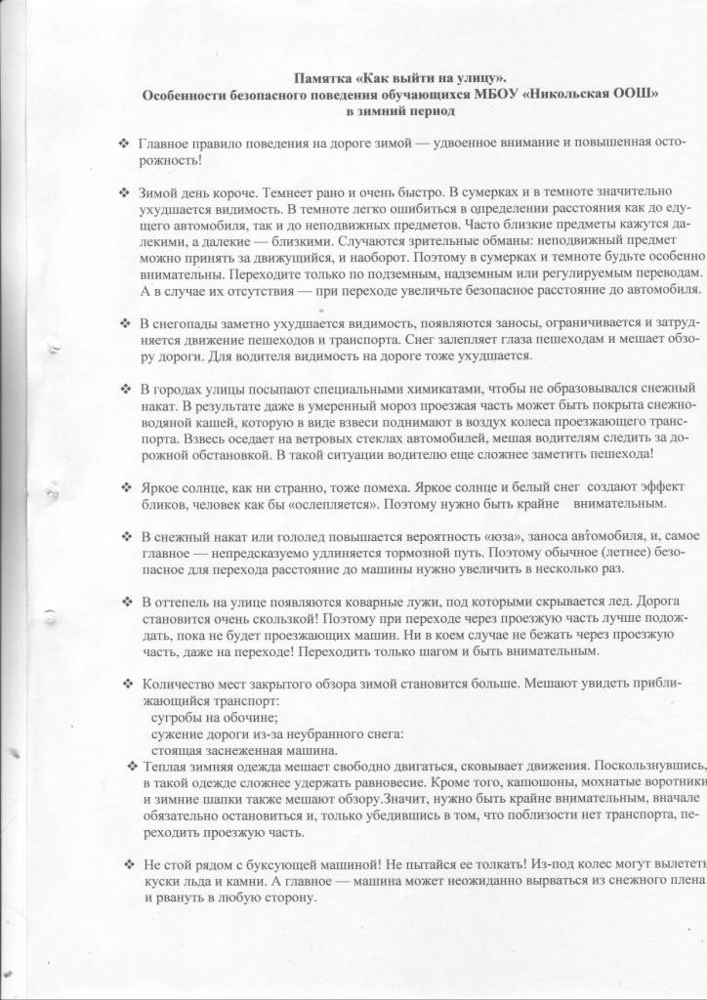 Памятка «Как выйти на улицу».
Особенности безопасного поведения обучающихся МБОУ «Никольская ООШ»
в зимний период
❖ Главное правило поведения на дороге зимой — удвоенное внимание и повышенная осто-
рожность!
❖ Зимой день короче. Темнеет рано и очень быстро. В сумерках и в темноте значительно
ухудшается видимость. В темноте легко ошибиться в определении расстояния как до еду-
щего автомобиля, так и до неподвижных предметов. Часто близкие предметы кажутся да-
лекими, а далекие — близкими. Случаются зрительные обманы: неподвижный предмет
можно принять за движущийся, и наоборот. Поэтому в сумерках и темноте будьте особенно
внимательны. Переходите только по подземным, надземным или регулируемым переводам.
А в случае их отсутствия — при переходе увеличьте безопасное расстояние до автомобиля.
❖ В снегопады заметно ухудшается видимость, появляются заносы, ограничивается и затруд-
няется движение пешеходов и транспорта. Снег залепляет глаза пешеходам и мешает обзо-
ру дороги. Для водителя видимость на дороге тоже ухудшается.
❖ В городах улицы посыпают специальными химикатами, чтобы не образовывался снежный
накат. В результате даже в умеренный мороз проезжая часть может быть покрыта снежно-
водяной кашей, которую в виде взвеси поднимают в воздух колеса проезжающего транс-
порта. Взвесь оседает на ветровых стеклах автомобилей, мешая водителям следить за до-
рожной обстановкой. В такой ситуации водителю еще сложнее заметить пешехода!
❖ Яркое солнце, как ни странно, тоже помеха. Яркое солнце и белый снег создают эффект
бликов, человек как бы «ослепляется». Поэтому нужно быть крайне внимательным.
❖ В снежный накат или гололед повышается вероятность «юза», заноса автомобиля, и, самое
главное — непредсказуемо удлиняется тормозной путь. Поэтому обычное (летнее) безо-
пасное для перехода расстояние до машины нужно увеличить в несколько раз.
❖ В оттепель на улице появляются коварные лужи, под которыми скрывается лед. Дорога
становится очень скользкой! Поэтому при переходе через проезжую часть лучше подож-
дать, пока не будет проезжающих машин. Ни в коем случае не бежать через проезжую
часть, даже на переходе! Переходить только шагом и быть внимательным.
❖ Количество мест закрытого обзора зимой становится больше. Мешают увидеть прибли-
жающийся транспорт:
сугробы на обочине;
сужение дороги из-за неубранного снега:
стоящая заснеженная машина.
❖ Теплая зимняя одежда мешает свободно двигаться, сковывает движения. Поскользнувшись,
в такой одежде сложнее удержать равновесие. Кроме того, капюшоны, мохнатые воротники
и зимние шапки также мешают обзору.Значит, нужно быть крайне внимательным, вначале
обязательно остановиться и, только убедившись в том, что поблизости нет транспорта, пе-
реходить проезжую часть.
❖ Не стой рядом с буксующей машиной! Не пытайся ее толкать! Из-под колес могут вылететь
куски льда и камни. А главное — машина может неожиданно вырваться из снежного плена
и рвануть в любую сторону.